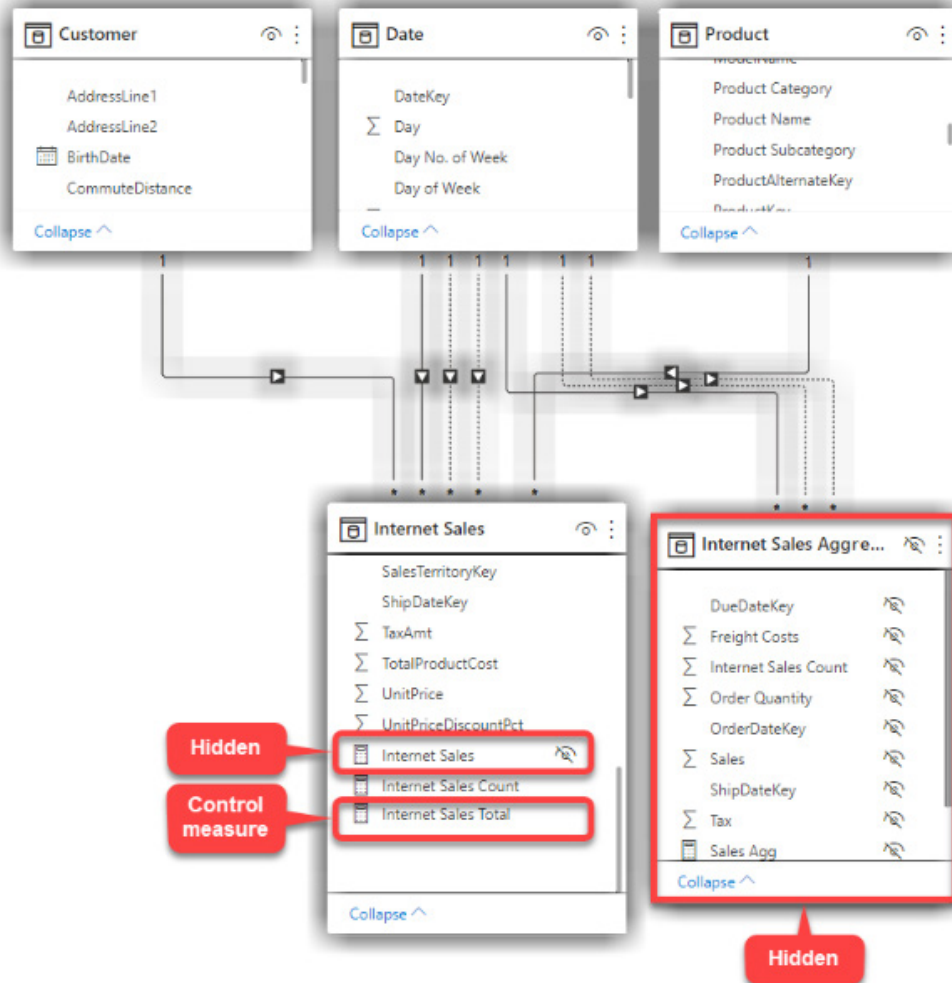 Customer
AddressLine1
AddressLine2
BirthDate
CommuteDistance
Collapse
Date
DateKey
Day
Day No. of Week
Day of Week
Collapse
Product
ModelName
Product Category
Product Name
Product Subcategory
ProductAlternateKey
ProductKey
Collapse
1
1
1
1
1
1
1
1
*
*
*
*
*
*
*
*
Internet Sales
SalesTerritoryKey
ShipDateKey
TaxAmt
TotalProductCost
UnitPrice
UnitPriceDiscountPct
Internet Sales
Internet Sales Count
Internet Sales Total
Collapse
Hidden
Control
measure
Internet Sales Aggre...
DueDateKey
Freight Costs
Internet Sales Count
Order Quantity
OrderDateKey
Sales
ShipDateKey
Tax
Sales Agg
Collapse
Hidden